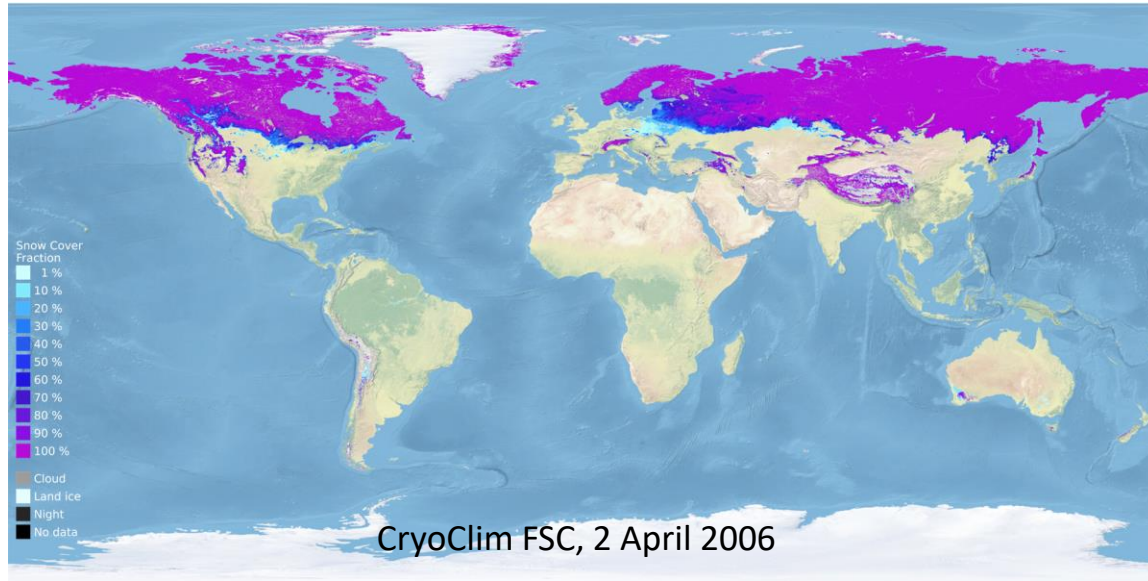 Snow Cover
Fraction
1 %
10 %
20 %
30 %
40 %
50 %
60 %
70 %
80 %
90 %
100 %
Cloud
Land ice
Night
No data
CryoClim FSC, 2 April 2006